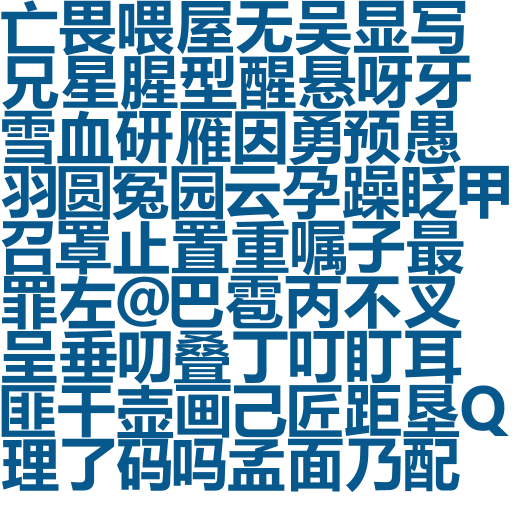 亡畏喂屋无吴显写
兄星腥型醒悬呀牙
雪血研雁因勇预愚
羽圆冤园云孕躁眨甲
召罩止置重嘱子最
罪左@巴雹丙不叉
呈垂叨叠丁叮盯耳
匪干壶画己匠距垦Q
理了码吗孟面乃配